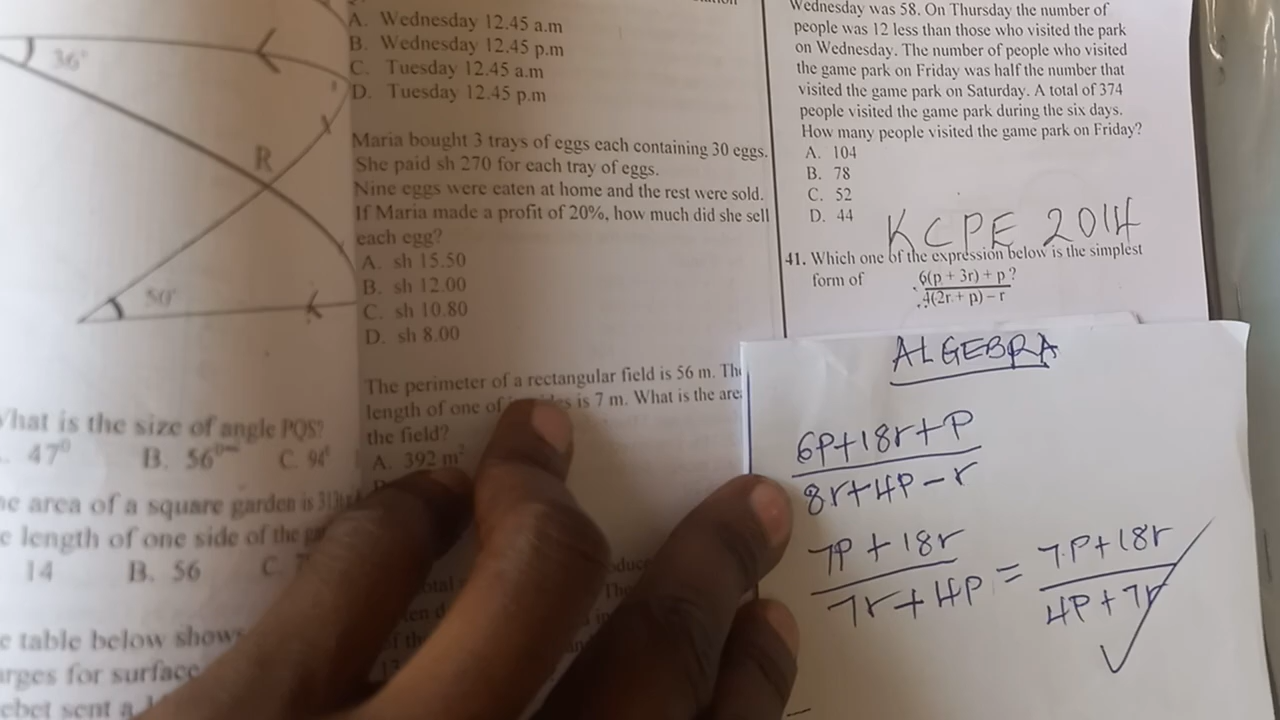 36°
R
50°
What is the size of angle PQS?
47⁰ B. 56⁰ C. 94⁰
area of a square garden is
length of one side of the
14 B. 56 C.
table below shows
surface
sent a
A. Wednesday 12.45 a.m
B. Wednesday 12.45 p.m
C. Tuesday 12.45 a.m
D. Tuesday 12.45 p.m
Maria bought 3 trays of eggs each containing 30 eggs.
She paid sh 270 for each tray of eggs.
Nine eggs were eaten at home and the rest were sold.
If Maria made a profit of 20%, how much did she sell
each egg?
A. sh 15.50
B. sh 12.00
C. sh 10.80
D. sh 8.00
The perimeter of a rectangular field is 56 m. The
length of one of is 7 m. What is the
the field?
A. 392 m²
Wednesday was 58. On Thursday the number of
people was 12 less than those who visited the park
on Wednesday. The number of people who visited
the game park on Friday was half the number that
visited the game park on Saturday. A total of 374
people visited the game park during the six days.
How many people visited the game park on Friday?
A. 104
B. 78
C. 52
D. 44
KCPE 2014
41. Which one of the expression below is the simplest
form of 6(p + 3r) + p ?
4(2r + p) – r
ALGEBRA
6P+18r+P
8r+4P-r
7P + 18r = 7P+18r
7r + 4P 4P + 7r